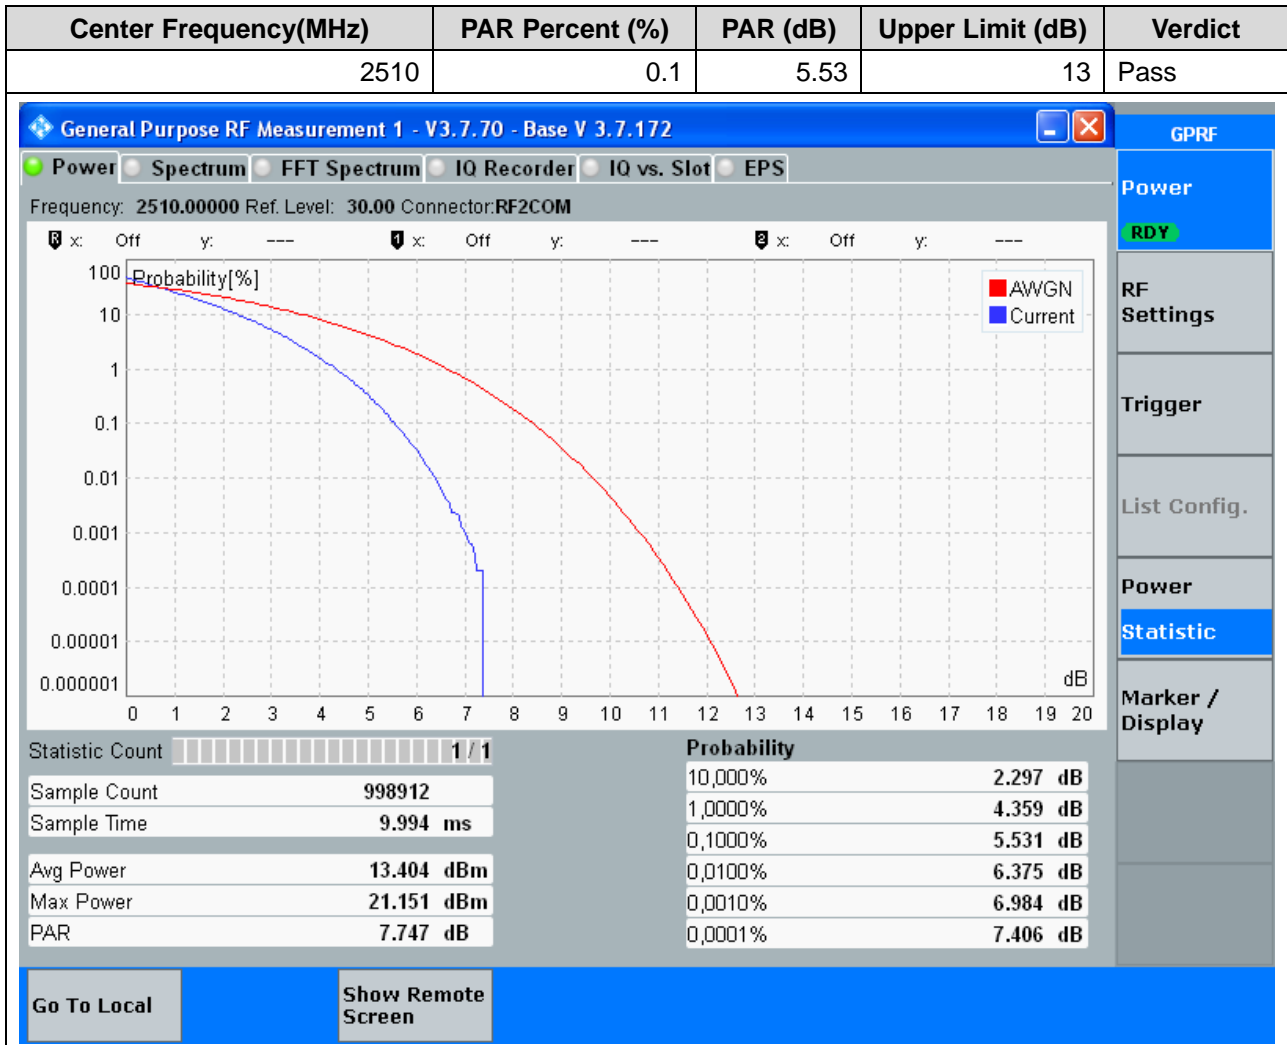 Center Frequency(MHz) PAR Percent (%) PAR (dB) Upper Limit (dB) Verdict
2510 0.1 5.53 13 Pass
General Purpose RF Measurement 1 - V3.7.70 - Base V 3.7.172
GPRF
Power Spectrum FFT Spectrum IQ Recorder IQ vs. Slot EPS
Frequency: 2510.00000 Ref. Level: 30.00 Connector:RF2COM
R x: Off y: --- 1 x: Off y: --- 2 x: Off y: ---
Probability[%]
AWGN
Current
100
10
1
0.1
0.01
0.001
0.0001
0.00001
0.000001
dB
0 1 2 3 4 5 6 7 8 9 10 11 12 13 14 15 16 17 18 19 20
Statistic Count 1 / 1
Sample Count 998912
Sample Time 9.994 ms
Avg Power 13.404 dBm
Max Power 21.151 dBm
PAR 7.747 dB
Probability
10,000% 2.297 dB
1,0000% 4.359 dB
0,1000% 5.531 dB
0,0100% 6.375 dB
0,0010% 6.984 dB
0,0001% 7.406 dB
Power
RDY
RF
Settings
Trigger
List Config.
Power
Statistic
Marker /
Display
Go To Local
Show Remote
Screen